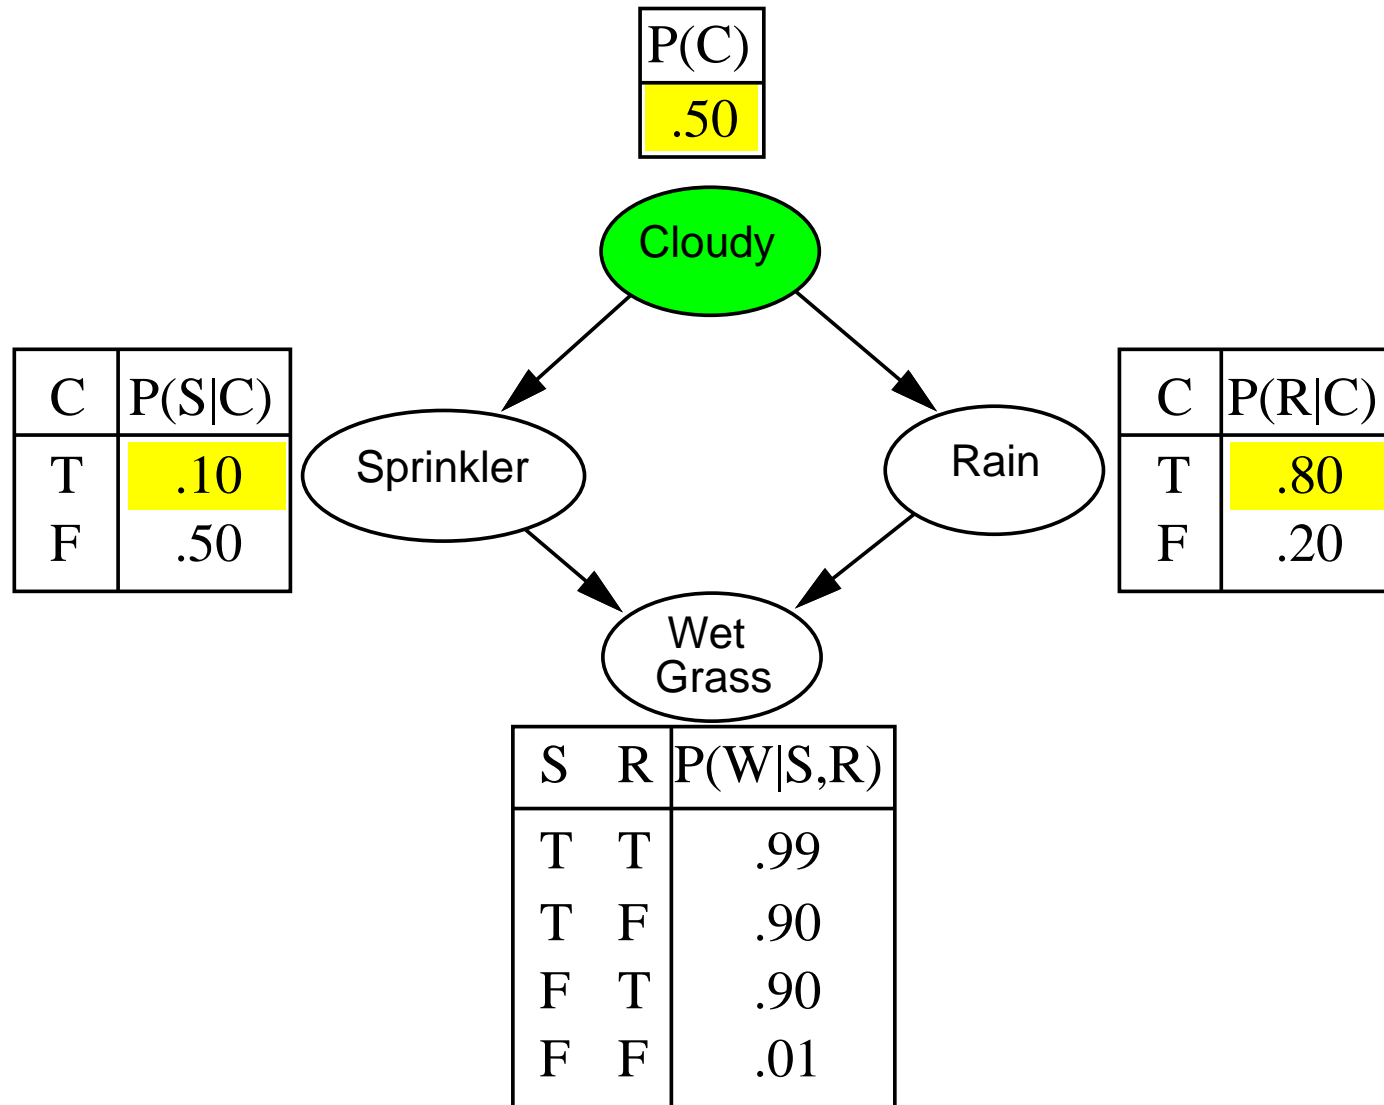 P(C)
.50
Cloudy
C P(S|C)
T .10
F .50
Sprinkler
Rain
C P(R|C)
T .80
F .20
Wet
Grass
S R P(W|S,R)
T T .99
T F .90
F T .90
F F .01